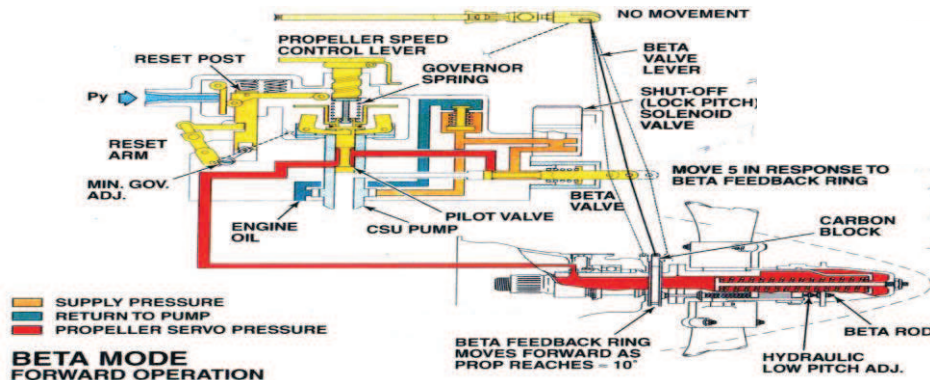 NO MOVEMENT
PROPELLER SPEED
CONTROL LEVER
RESET POST
GOVERNOR
SPRING
BETA
VALVE
LEVER
Py
SHUT-OFF
(LOCK PITCH)
SOLENOID
VALVE
RESET
ARM
MIN. GOV.
ADJ.
MOVE 5 IN RESPONSE TO
BETA FEEDBACK RING
BETA
VALVE
ENGINE
OIL
PILOT VALVE
CSU PUMP
CARBON
BLOCK
SUPPLY PRESSURE
RETURN TO PUMP
PROPELLER SERVO PRESSURE
BETA ROD
BETA FEEDBACK RING
MOVES FORWARD AS
PROP REACHES = 10°
HYDRAULIC
LOW PITCH ADJ.
BETA MODE
FORWARD OPERATION